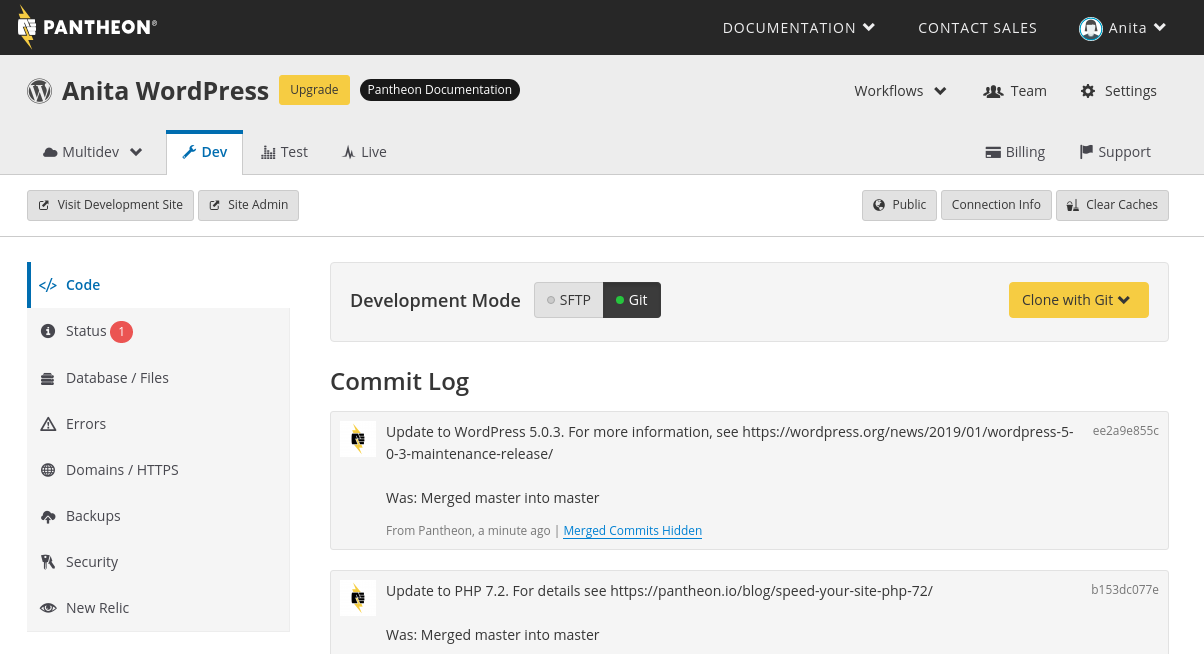 PANTHEON®
DOCUMENTATION
CONTACT SALES
Anita
Anita WordPress
Upgrade
Pantheon Documentation
Workflows
Team
Settings
Multidev
Dev
Test
Live
Billing
Support
Visit Development Site
Site Admin
Public
Connection Info
Clear Caches
</> Code
Status 1
Database / Files
Errors
Domains / HTTPS
Backups
Security
New Relic
Development Mode
SFTP
Git
Clone with Git
Commit Log
Update to WordPress 5.0.3. For more information, see https://wordpress.org/news/2019/01/wordpress-5-
0-3-maintenance-release/
ee2a9e855c
Was: Merged master into master
From Pantheon, a minute ago | Merged Commits Hidden
Update to PHP 7.2. For details see https://pantheon.io/blog/speed-your-site-php-72/
b153dc077e
Was: Merged master into master